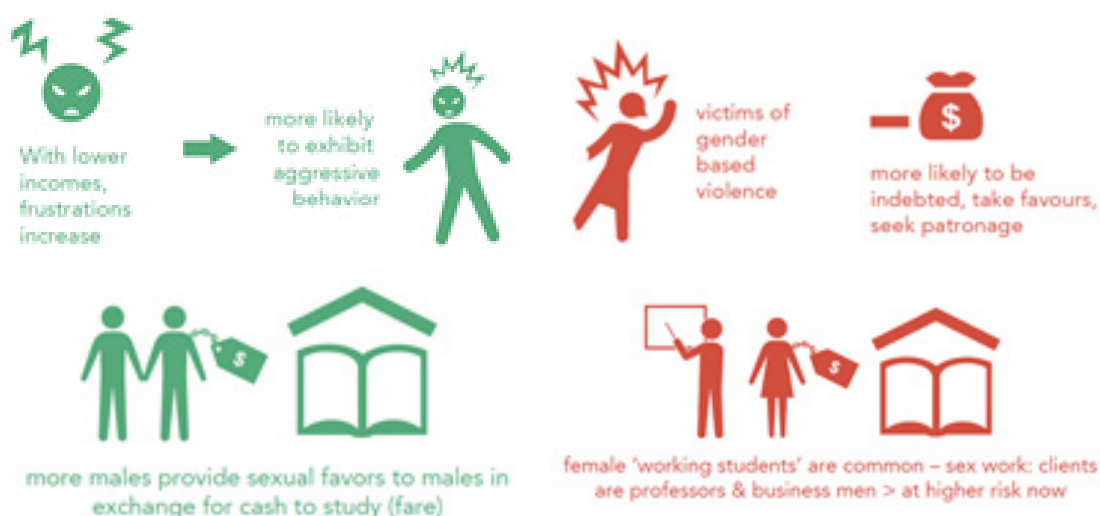 With lower
incomes,
frustrations
increase
more likely
to exhibit
aggressive
behavior
victims of
gender
based
violence
$
more likely to be
indebted, take favours,
seek patronage
$
more males provide sexual favors to males in
exchange for cash to study (fare)
$
female ‘working students’ are common – sex work: clients
are professors & business men > at higher risk now